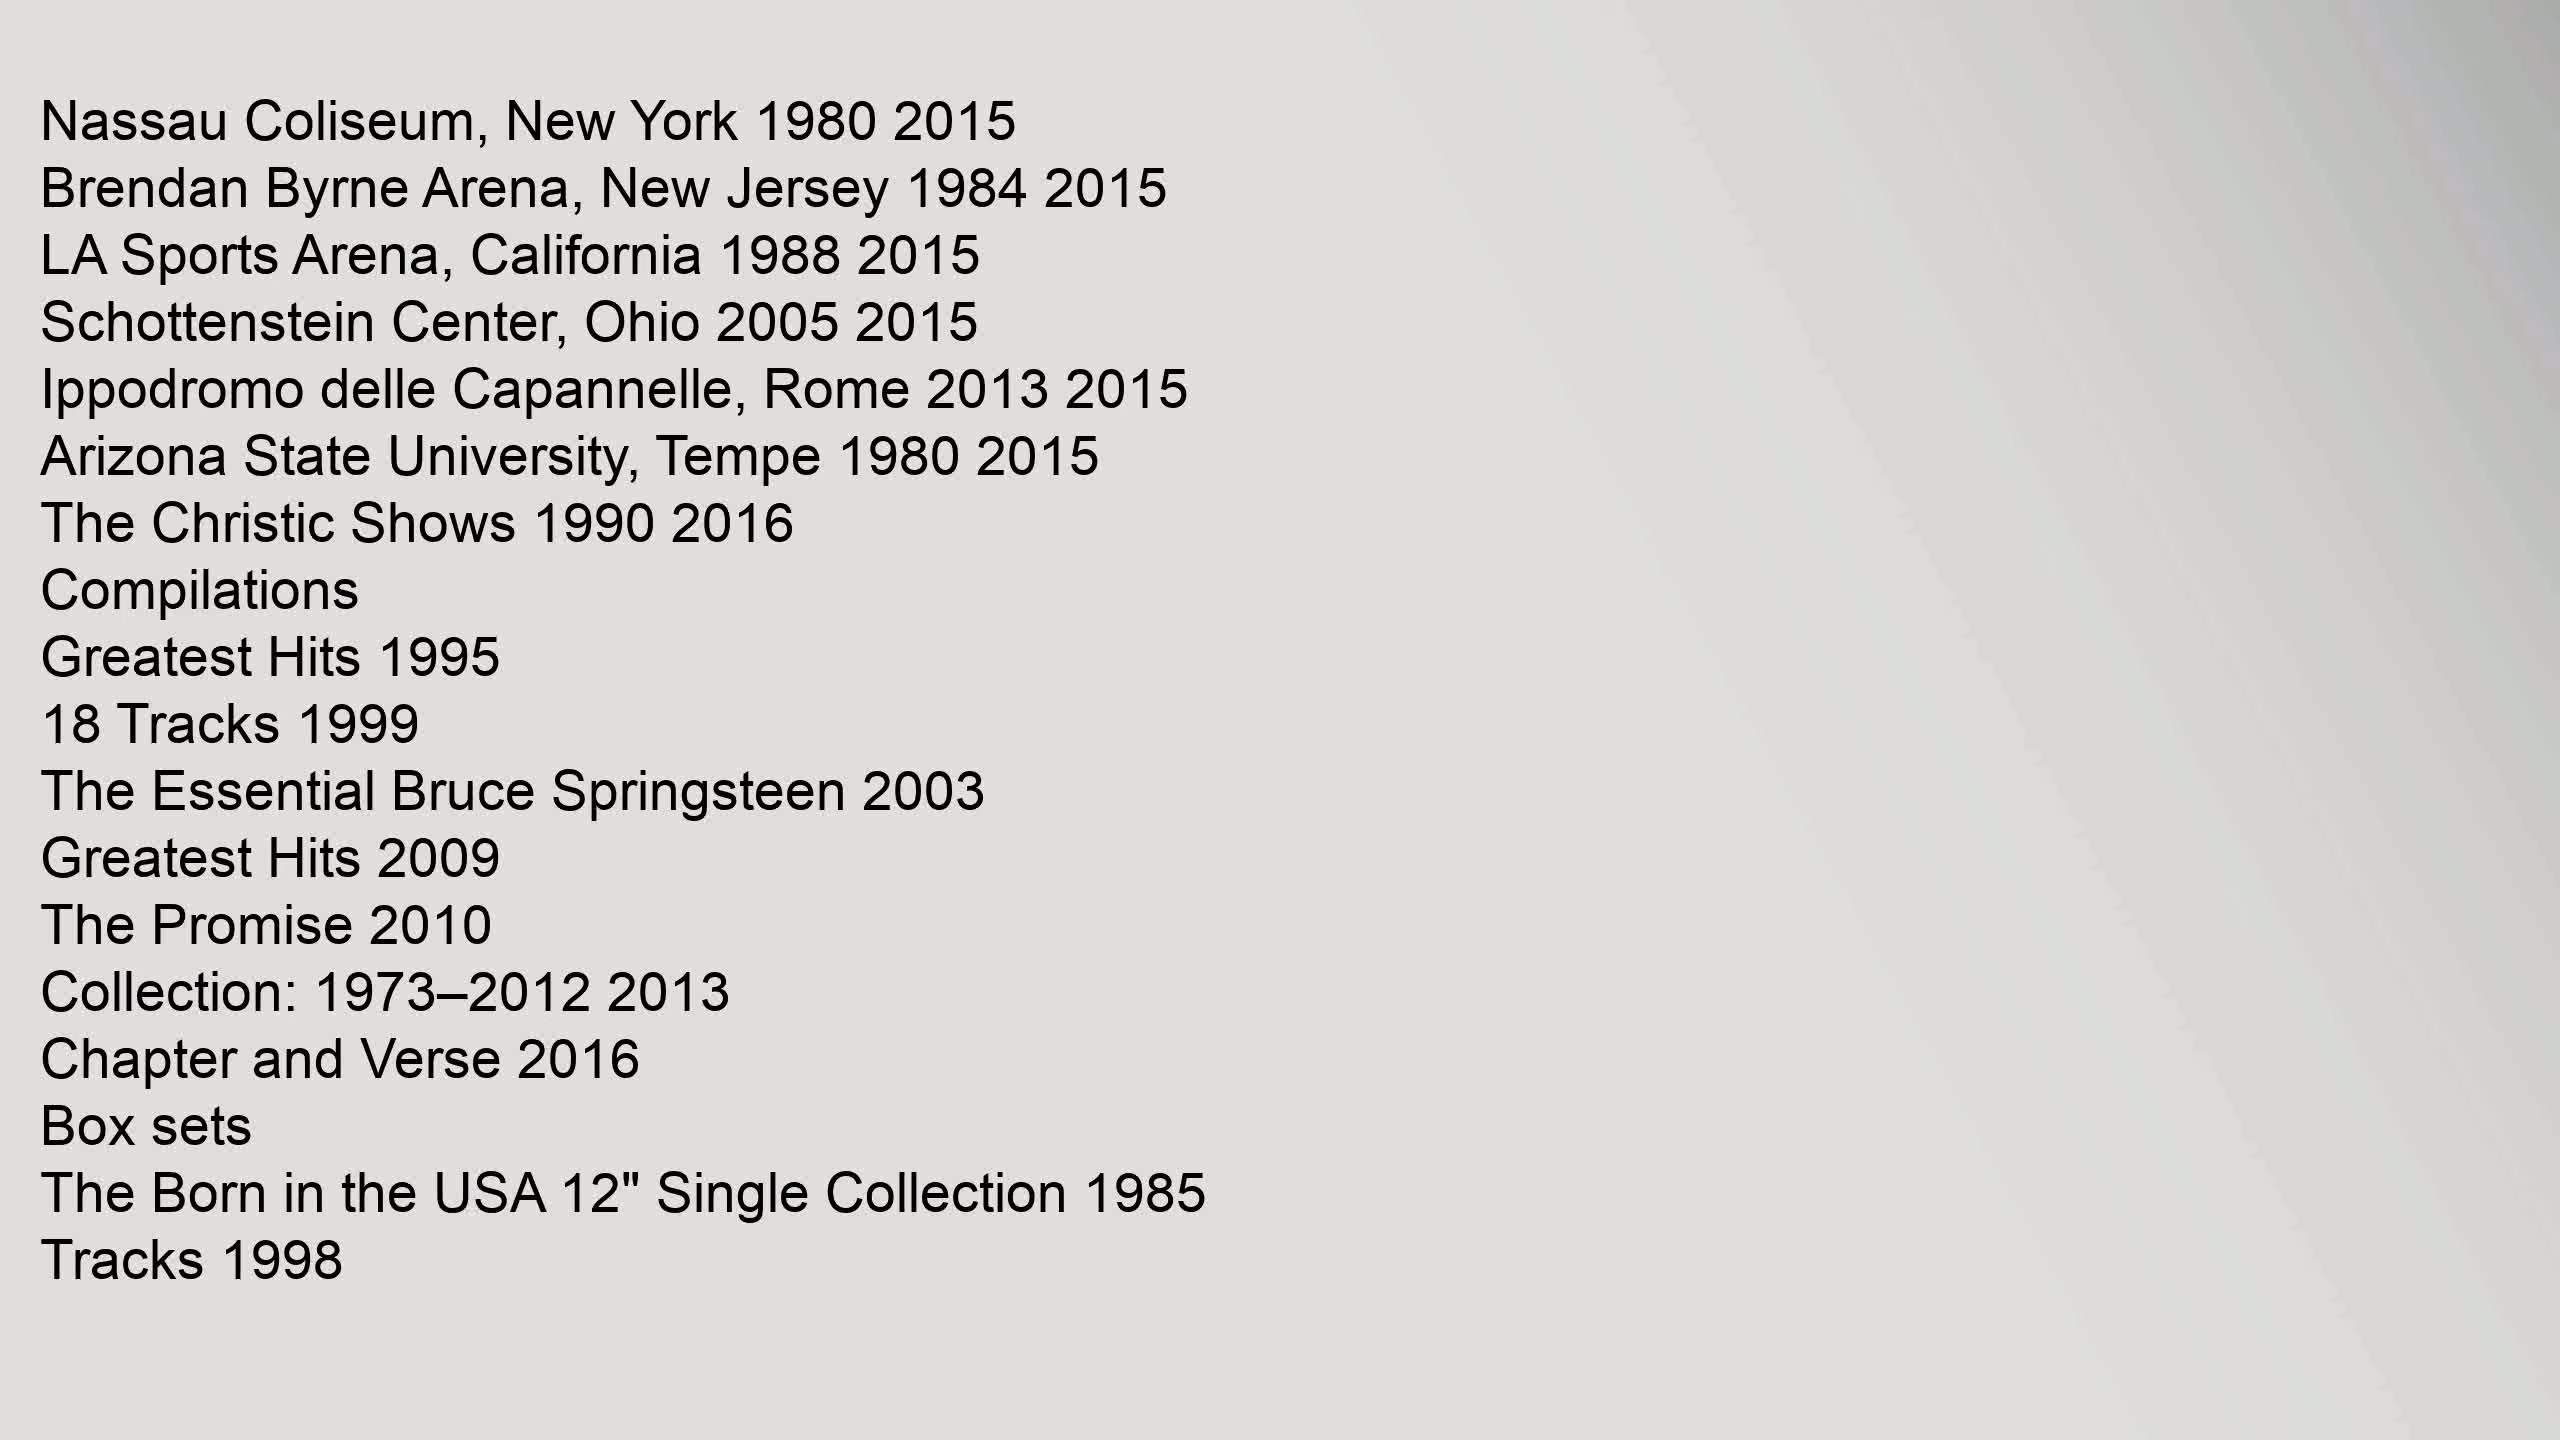 Nassau Coliseum, New York 1980 2015
Brendan Byrne Arena, New Jersey 1984 2015
LA Sports Arena, California 1988 2015
Schottenstein Center, Ohio 2005 2015
Ippodromo delle Capannelle, Rome 2013 2015
Arizona State University, Tempe 1980 2015
The Christic Shows 1990 2016
Compilations
Greatest Hits 1995
18 Tracks 1999
The Essential Bruce Springsteen 2003
Greatest Hits 2009
The Promise 2010
Collection: 1973–2012 2013
Chapter and Verse 2016
Box sets
The Born in the USA 12" Single Collection 1985
Tracks 1998